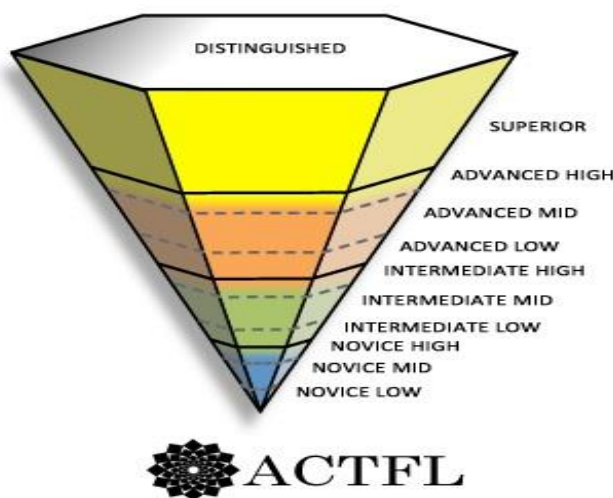 DISTINGUISHED
SUPERIOR
ADVANCED HIGH
ADVANCED MID
ADVANCED LOW
INTERMEDIATE HIGH
INTERMEDIATE MID
INTERMEDIATE LOW
NOVICE HIGH
NOVICE MID
NOVICE LOW
ACTFL